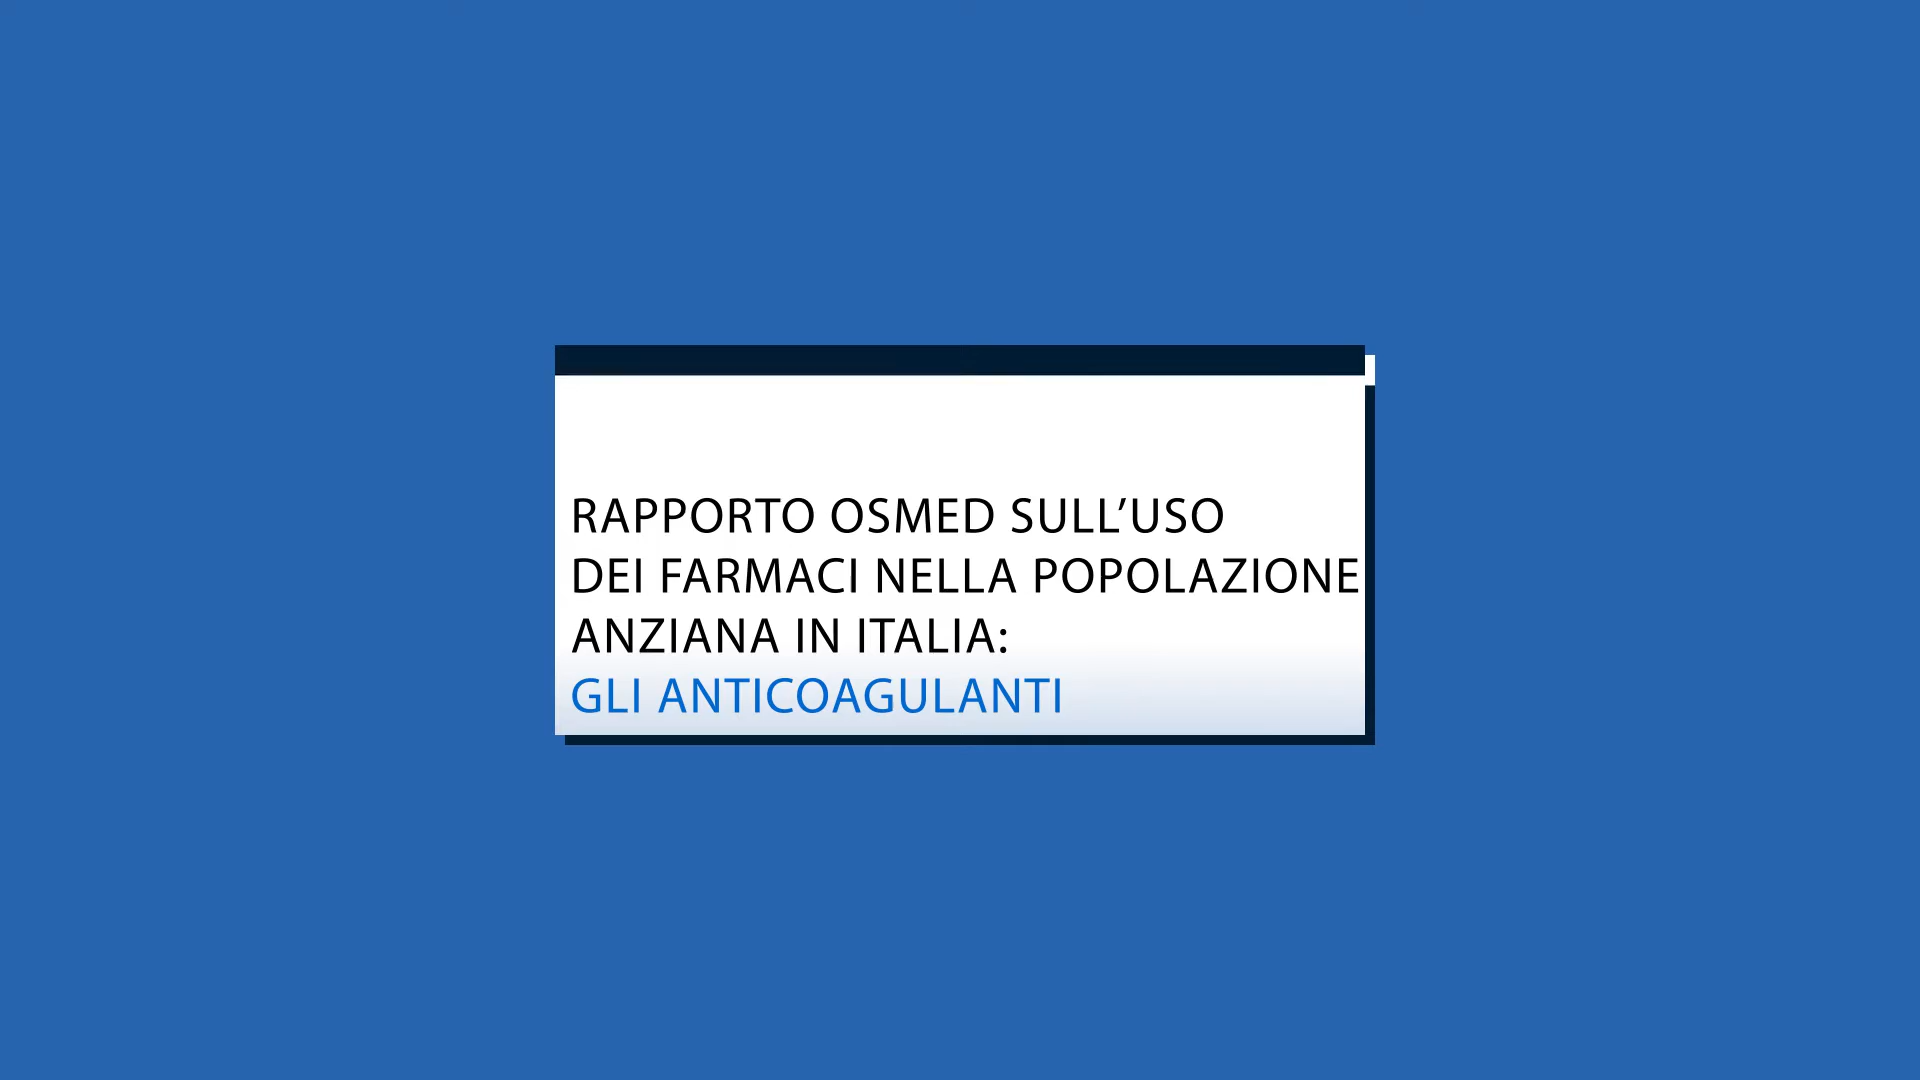 RAPPORTO OSMED SULL’USO
DEI FARMACI NELLA POPOLAZIONE
ANZIANA IN ITALIA:
GLI ANTICOAGULANTI